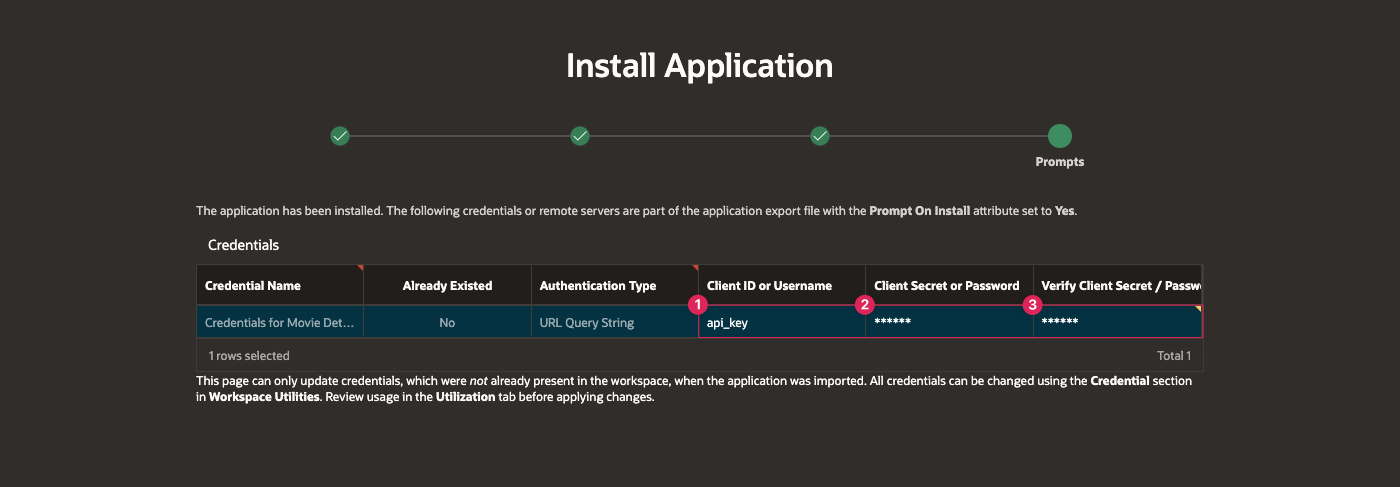 Install Application
Prompts
The application has been installed. The following credentials or remote servers are part of the application export file with the Prompt On Install attribute set to Yes.
Credentials
Credential Name Already Existed Authentication Type Client ID or Username Client Secret or Password Verify Client Secret / Passw
1 2 3
Credentials for Movie Det... No URL Query String api_key ****** ******
1 rows selected Total 1
This page can only update credentials, which were not already present in the workspace, when the application was imported. All credentials can be changed using the Credential section
in Workspace Utilities. Review usage in the Utilization tab before applying changes.